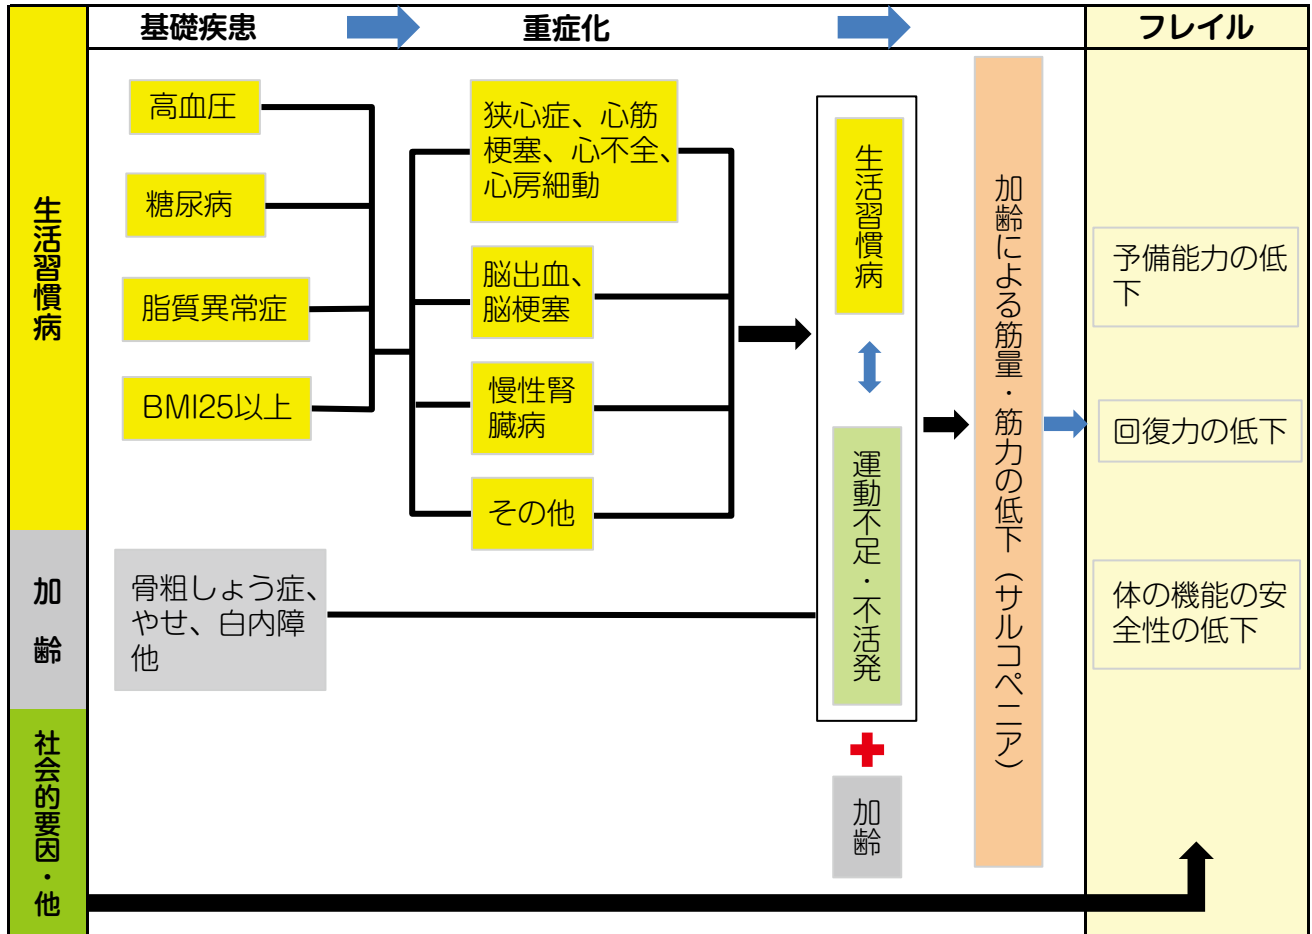 基礎疾患
重症化
フレイル
生活習慣病
高血圧
糖尿病
脂質異常症
BMI25以上
狭心症、心筋
梗塞、心不全、
心房細動
脳出血、
脳梗塞
慢性腎
臓病
その他
生活習慣病
運動不足・不活発
加齢
加齢による筋量・筋力の低下(サルコペニア)
予備能力の低
下
回復力の低下
体の機能の安
全性の低下
加齢
骨粗しょう症、
やせ、白内障
他
社会的要因・他